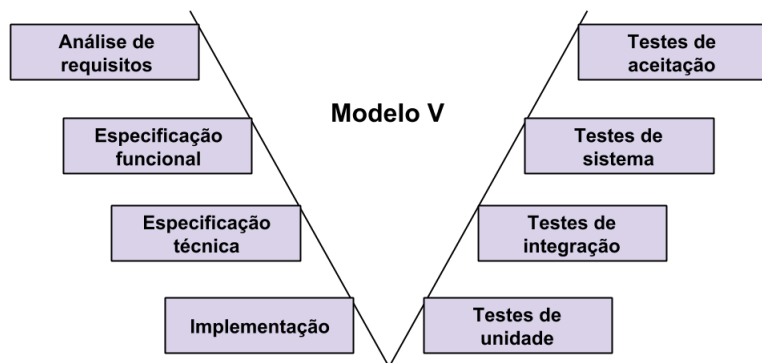 Análise de
requisitos
Testes de
aceitação
Modelo V
Especificação
funcional
Testes de
sistema
Especificação
técnica
Testes de
integração
Implementação
Testes de
unidade